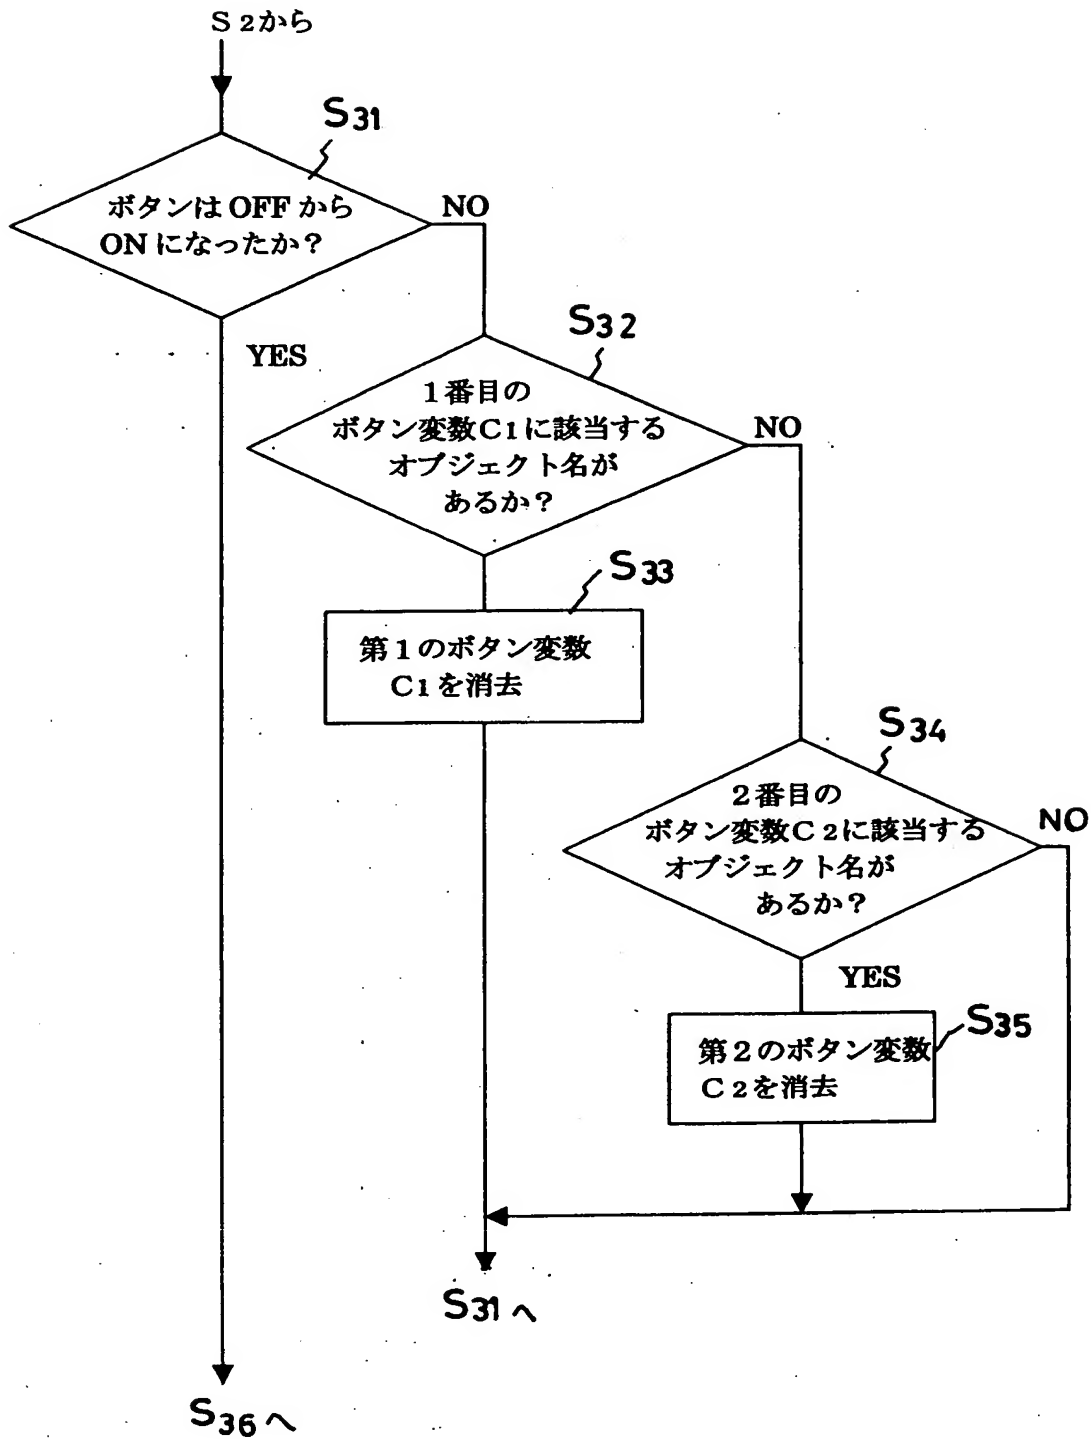 S2から
S31
ボタンは OFF から
ON になったか？
NO
YES
S32
1番目の
ボタン変数C1に該当する
オブジェクト名が
あるか？
NO
S33
第1のボタン変数
C1を消去
S34
2番目の
ボタン変数C2に該当する
オブジェクト名が
あるか？
NO
YES
S35
第2のボタン変数
C2を消去
S31へ
S36へ